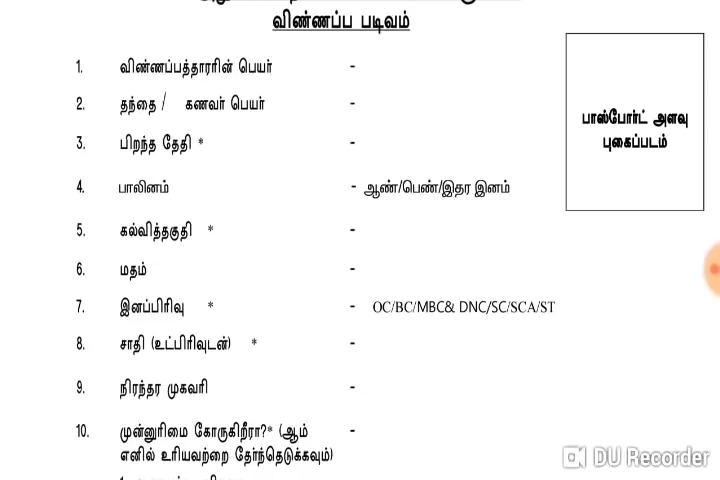 விண்ணப்ப படிவம்
1. விண்ணப்பத்தாரரின் பெயர் -
2. தந்தை / கணவர் பெயர் -
3. பிறந்த தேதி * -
பாஸ்போர்ட் அளவு
புகைப்படம்
4. பாலினம் - ஆண்/பெண்/இதர இனம்
5. கல்வித்தகுதி * -
6. மதம் -
7. இனப்பிரிவு * - OC/BC/MBC& DNC/SC/SCA/ST
8. சாதி (உட்பிரிவுடன்) * -
9. நிரந்தர முகவரி -
10. முன்னுரிமை கோருகிறீரா?* (ஆம் -
எனில் உரியவற்றை தேர்ந்தெடுக்கவும்)
DU Recorder